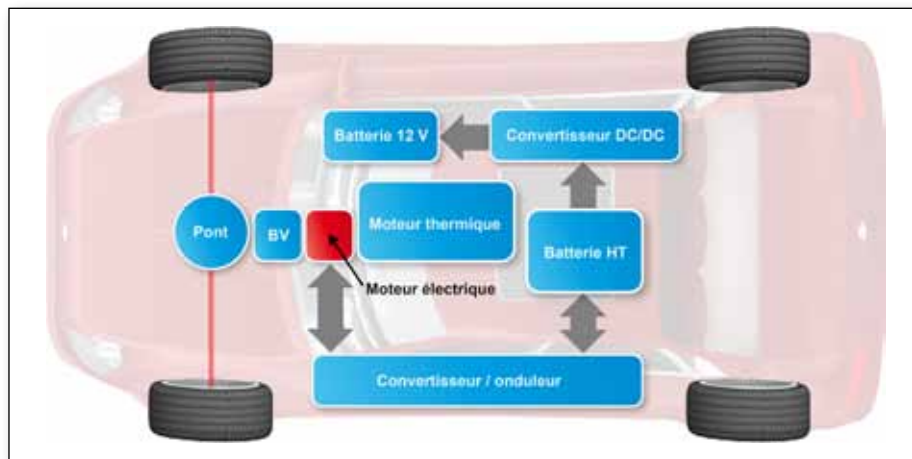 Batterie 12 V
Convertisseur DC/DC
Pont
BV
Moteur thermique
Batterie HT
Moteur électrique
Convertisseur / onduleur